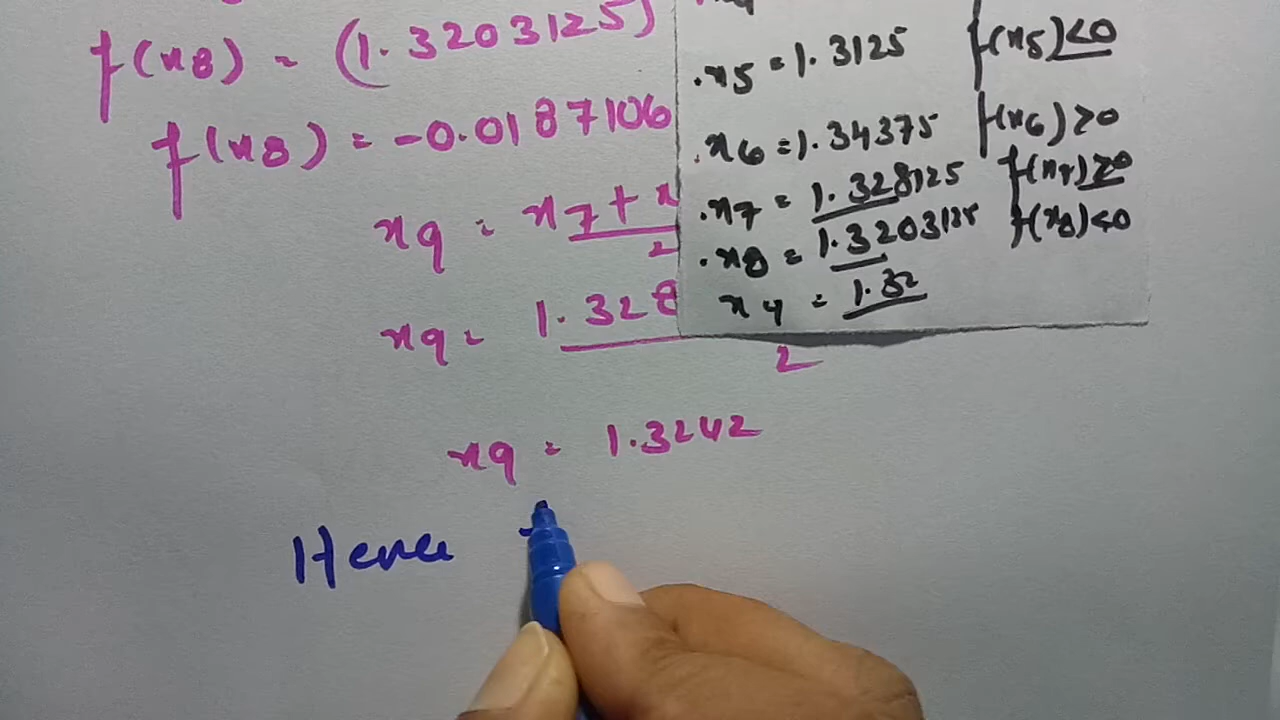 f(x8) = (1.3203125)
f(x8) = -0.0187106
x9 = x7 + x
2
x9 = 1.328
2
x9 = 1.3242
Hence
.x5 = 1.3125 f(x5)<0
.x6 = 1.34375 f(x6)>0
.x7 = 1.328125 f(x7)>0
.x8 = 1.3203125 f(x8)<0
x9 = 1.32